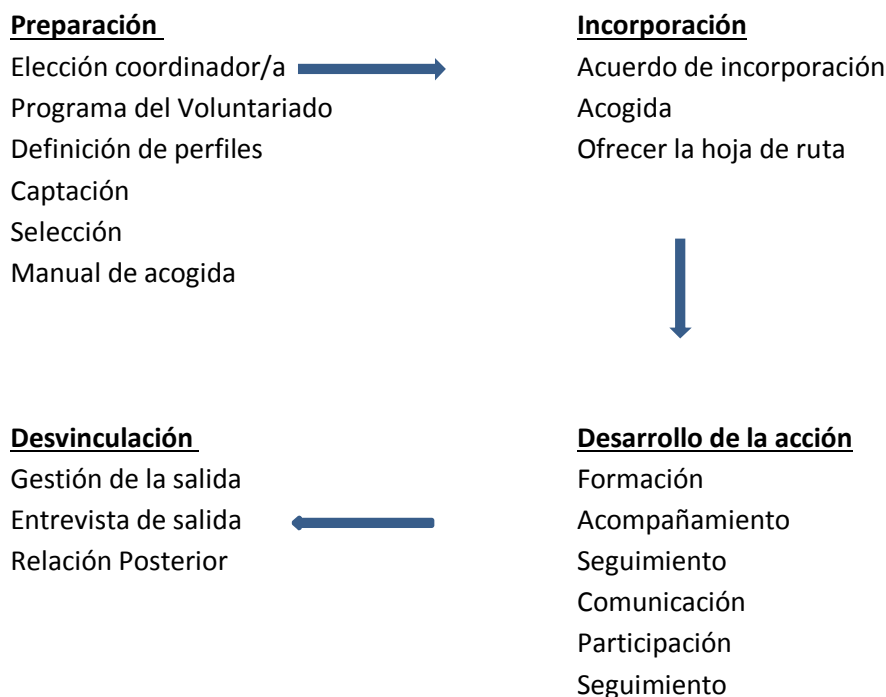 Preparación
Elección coordinador/a
Programa del Voluntariado
Definición de perfiles
Captación
Selección
Manual de acogida
Incorporación
Acuerdo de incorporación
Acogida
Ofrecer la hoja de ruta
Desarrollo de la acción
Formación
Acompañamiento
Seguimiento
Comunicación
Participación
Seguimiento
Desvinculación
Gestión de la salida
Entrevista de salida
Relación Posterior